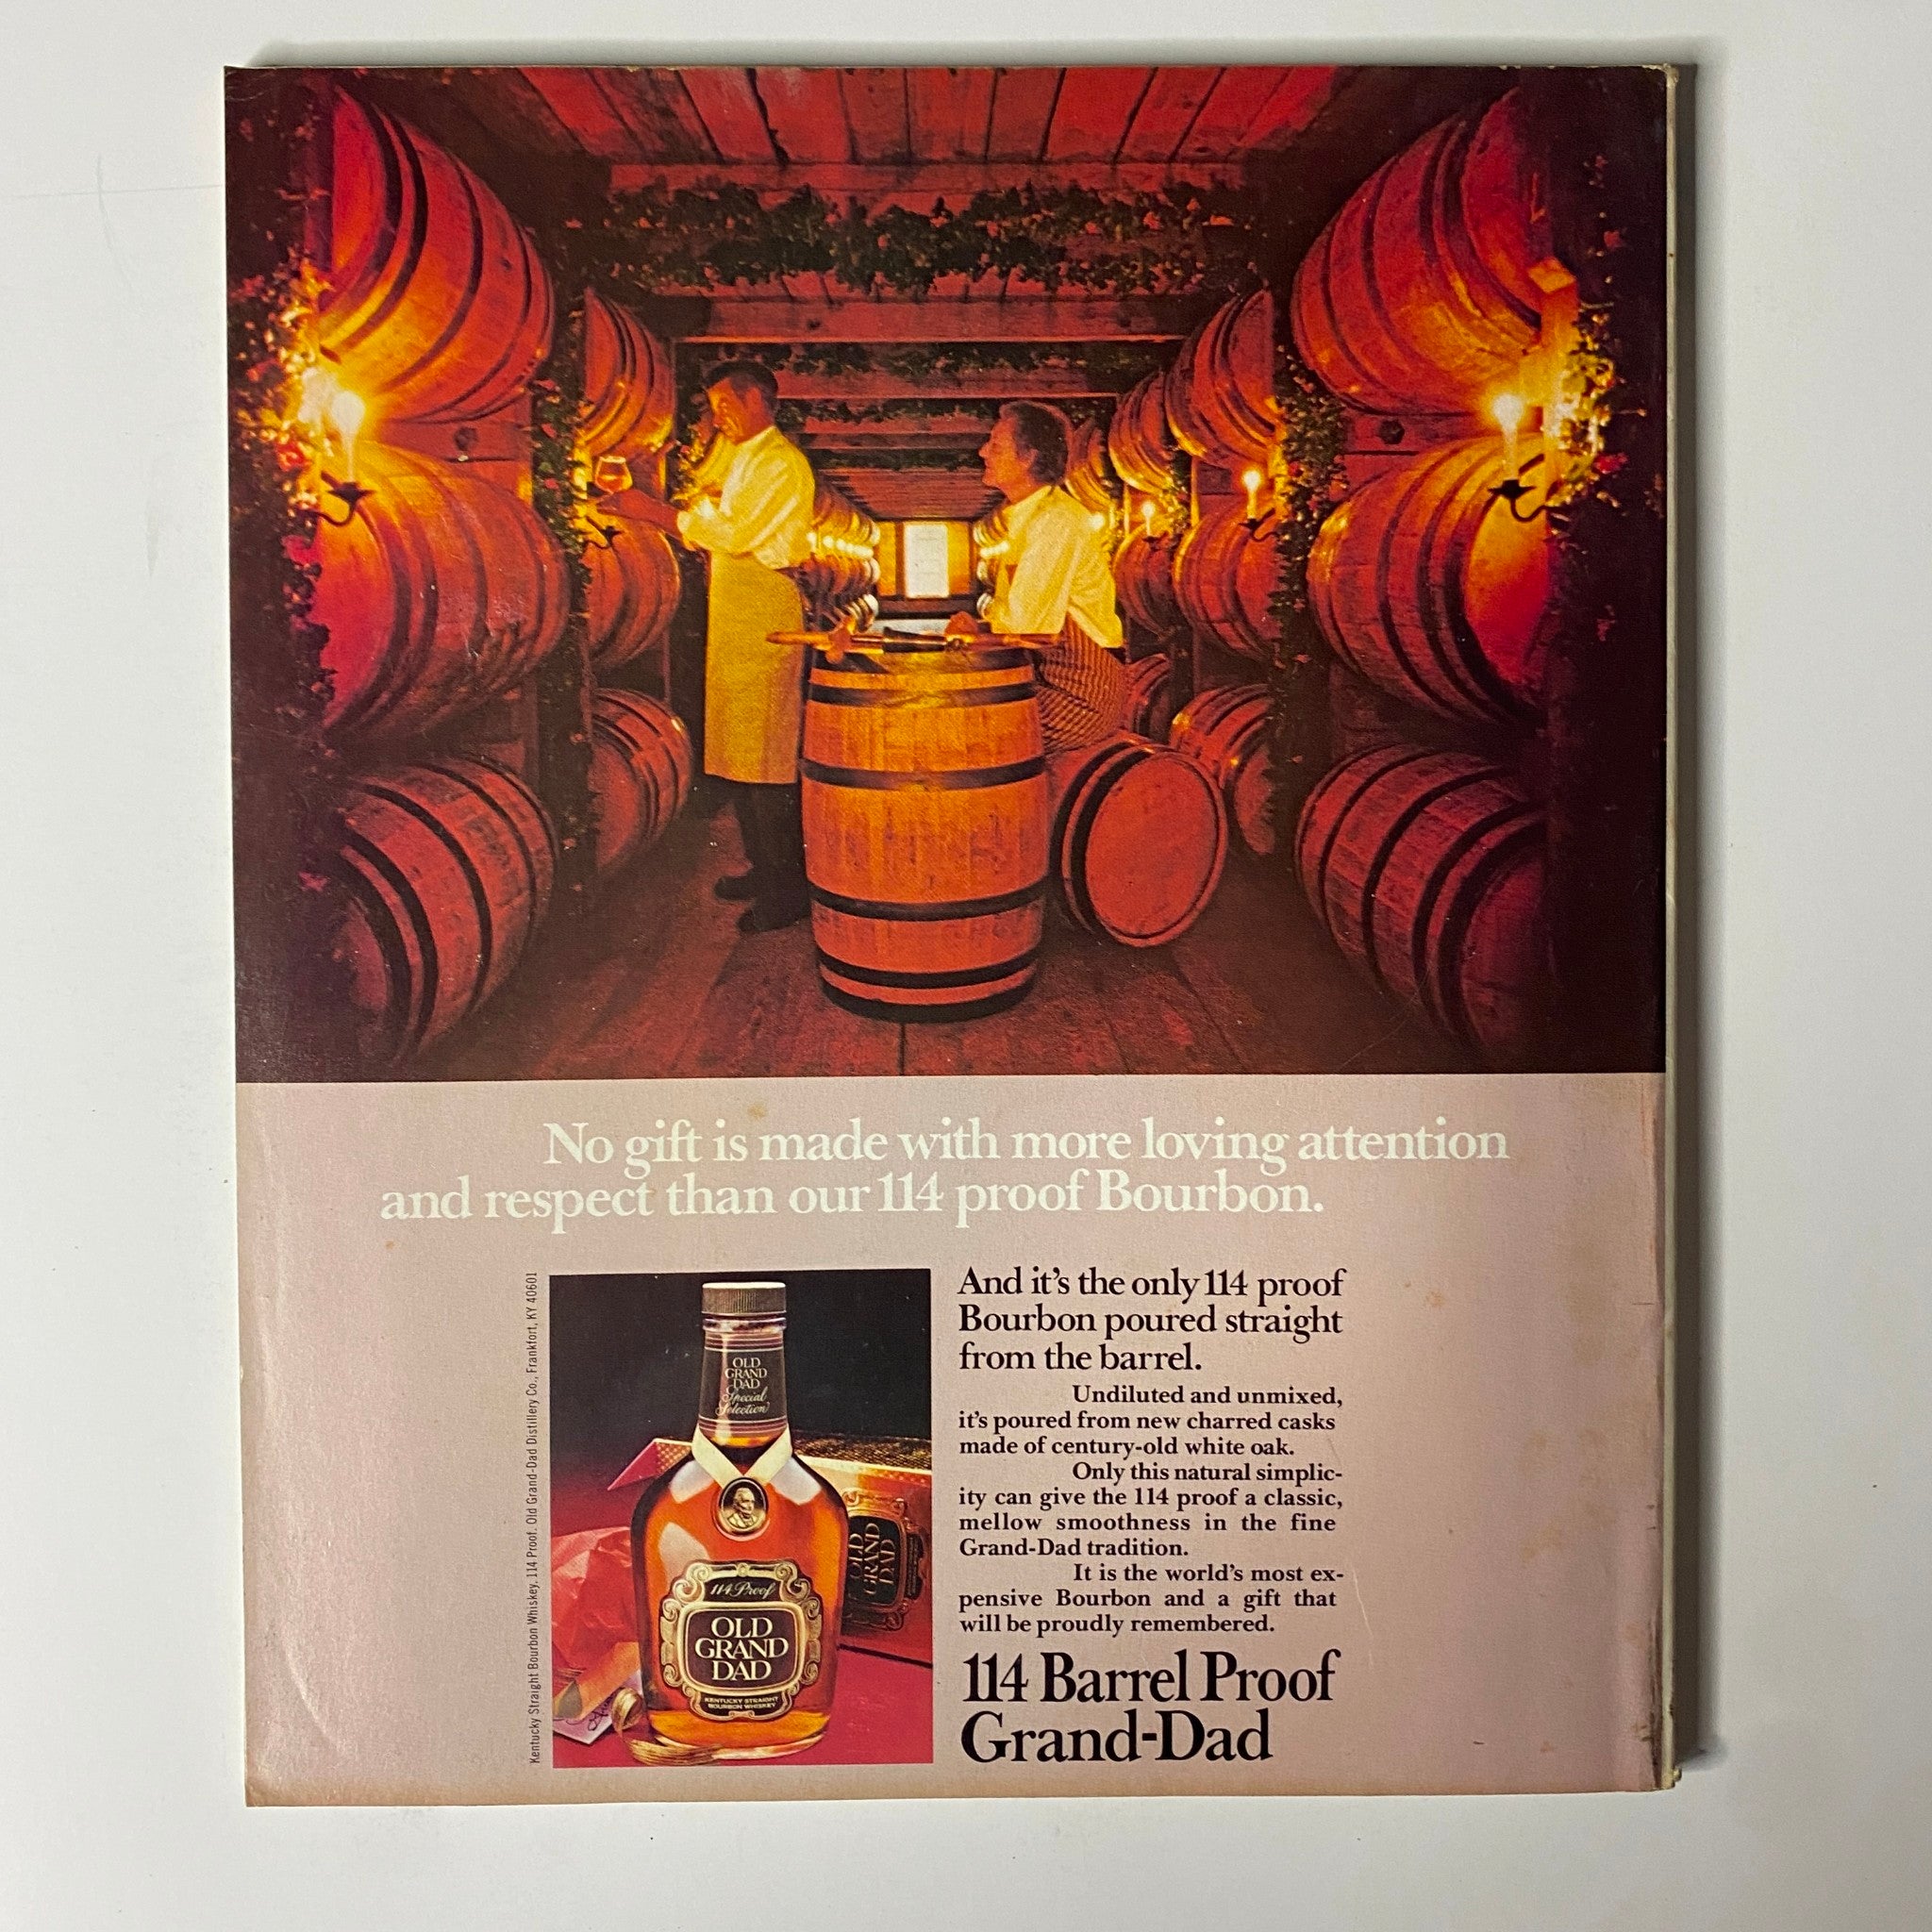 No gift is made with more loving attention
and respect than our 114 proof Bourbon.
Kentucky Straight Bourbon Whiskey. 114 Proof. Old Grand-Dad Distillery Co., Frankfort, KY 40601
OLD
GRAND
DAD
Special
Selection
114 Proof
OLD
GRAND
DAD
KENTUCKY STRAIGHT
BOURBON WHISKEY
OLD
GRAND
DAD
And it's the only 114 proof
Bourbon poured straight
from the barrel.
Undiluted and unmixed,
it's poured from new charred casks
made of century-old white oak.
Only this natural simplic-
ity can give the 114 proof a classic,
mellow smoothness in the fine
Grand-Dad tradition.
It is the world's most ex-
pensive Bourbon and a gift that
will be proudly remembered.
114 Barrel Proof
Grand-Dad